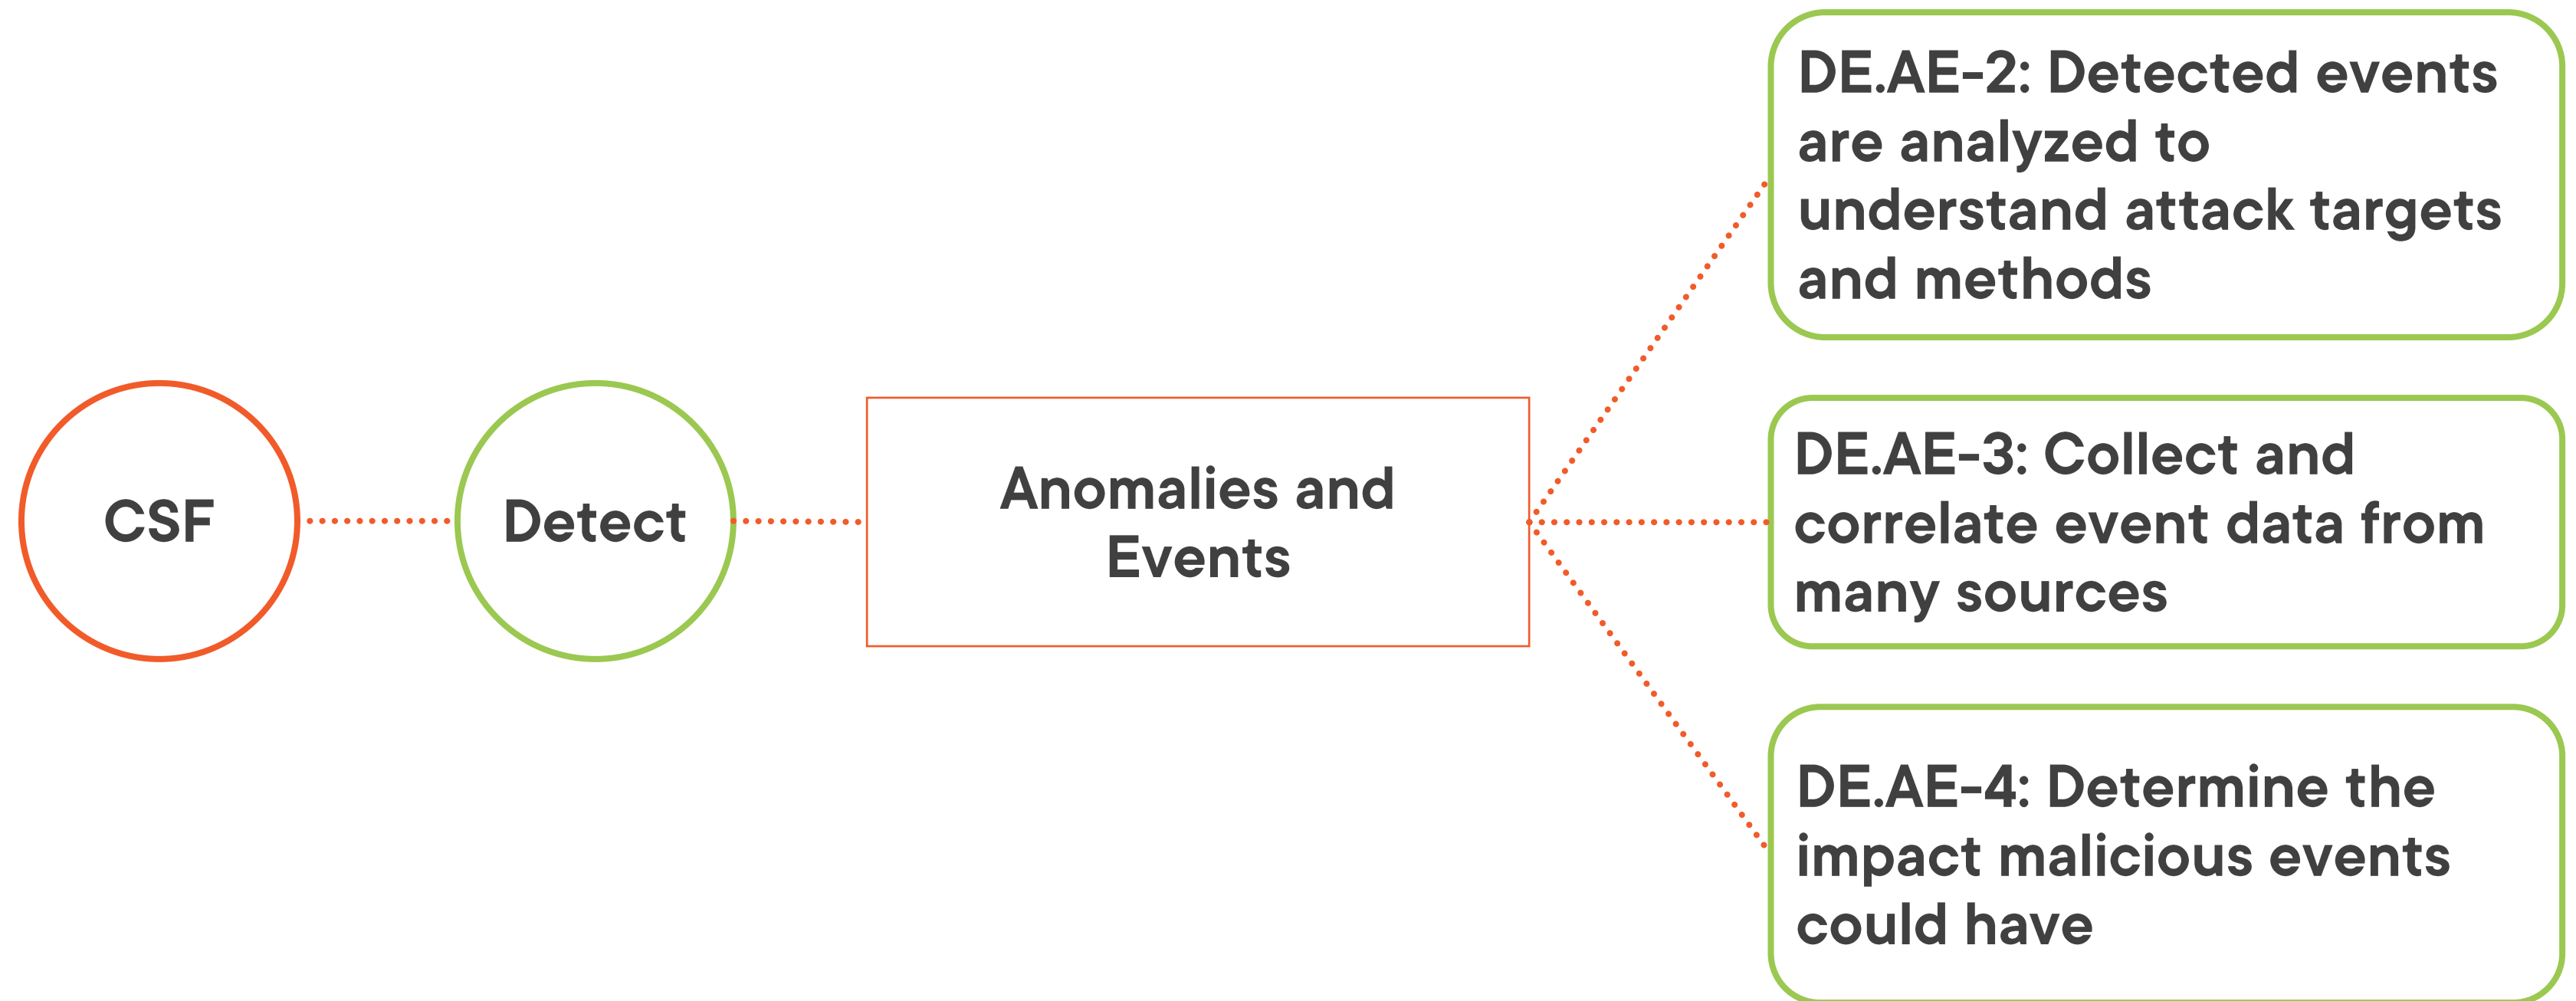 CSF
Detect
Anomalies and
Events
DE.AE-2: Detected events
are analyzed to
understand attack targets
and methods
DE.AE-3: Collect and
correlate event data from
many sources
DE.AE-4: Determine the
impact malicious events
could have